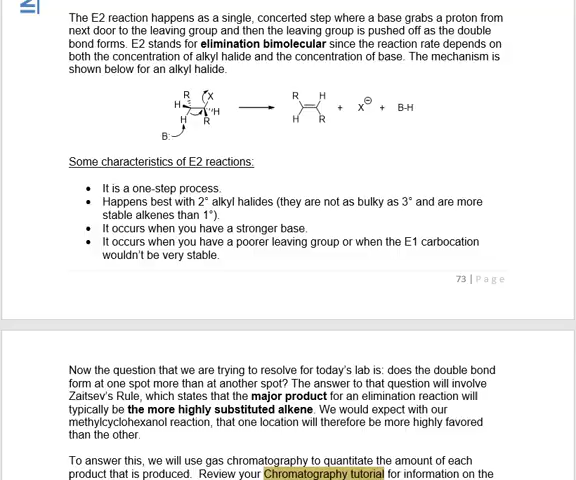 The E2 reaction happens as a single, concerted step where a base grabs a proton from
next door to the leaving group and then the leaving group is pushed off as the double
bond forms. E2 stands for elimination bimolecular since the reaction rate depends on
both the concentration of alkyl halide and the concentration of base. The mechanism is
shown below for an alkyl halide.
R X
H
H
H R
B:
R H
H R
+ X⊖ + B-H
Some characteristics of E2 reactions:
• It is a one-step process.
• Happens best with 2° alkyl halides (they are not as bulky as 3° and are more
stable alkenes than 1°).
• It occurs when you have a stronger base.
• It occurs when you have a poorer leaving group or when the E1 carbocation
wouldn't be very stable.
73 | Page
Now the question that we are trying to resolve for today's lab is: does the double bond
form at one spot more than at another spot? The answer to that question will involve
Zaitsev's Rule, which states that the major product for an elimination reaction will
typically be the more highly substituted alkene. We would expect with our
methylcyclohexanol reaction, that one location will therefore be more highly favored
than the other.
To answer this, we will use gas chromatography to quantitate the amount of each
product that is produced. Review your Chromatography tutorial for information on the